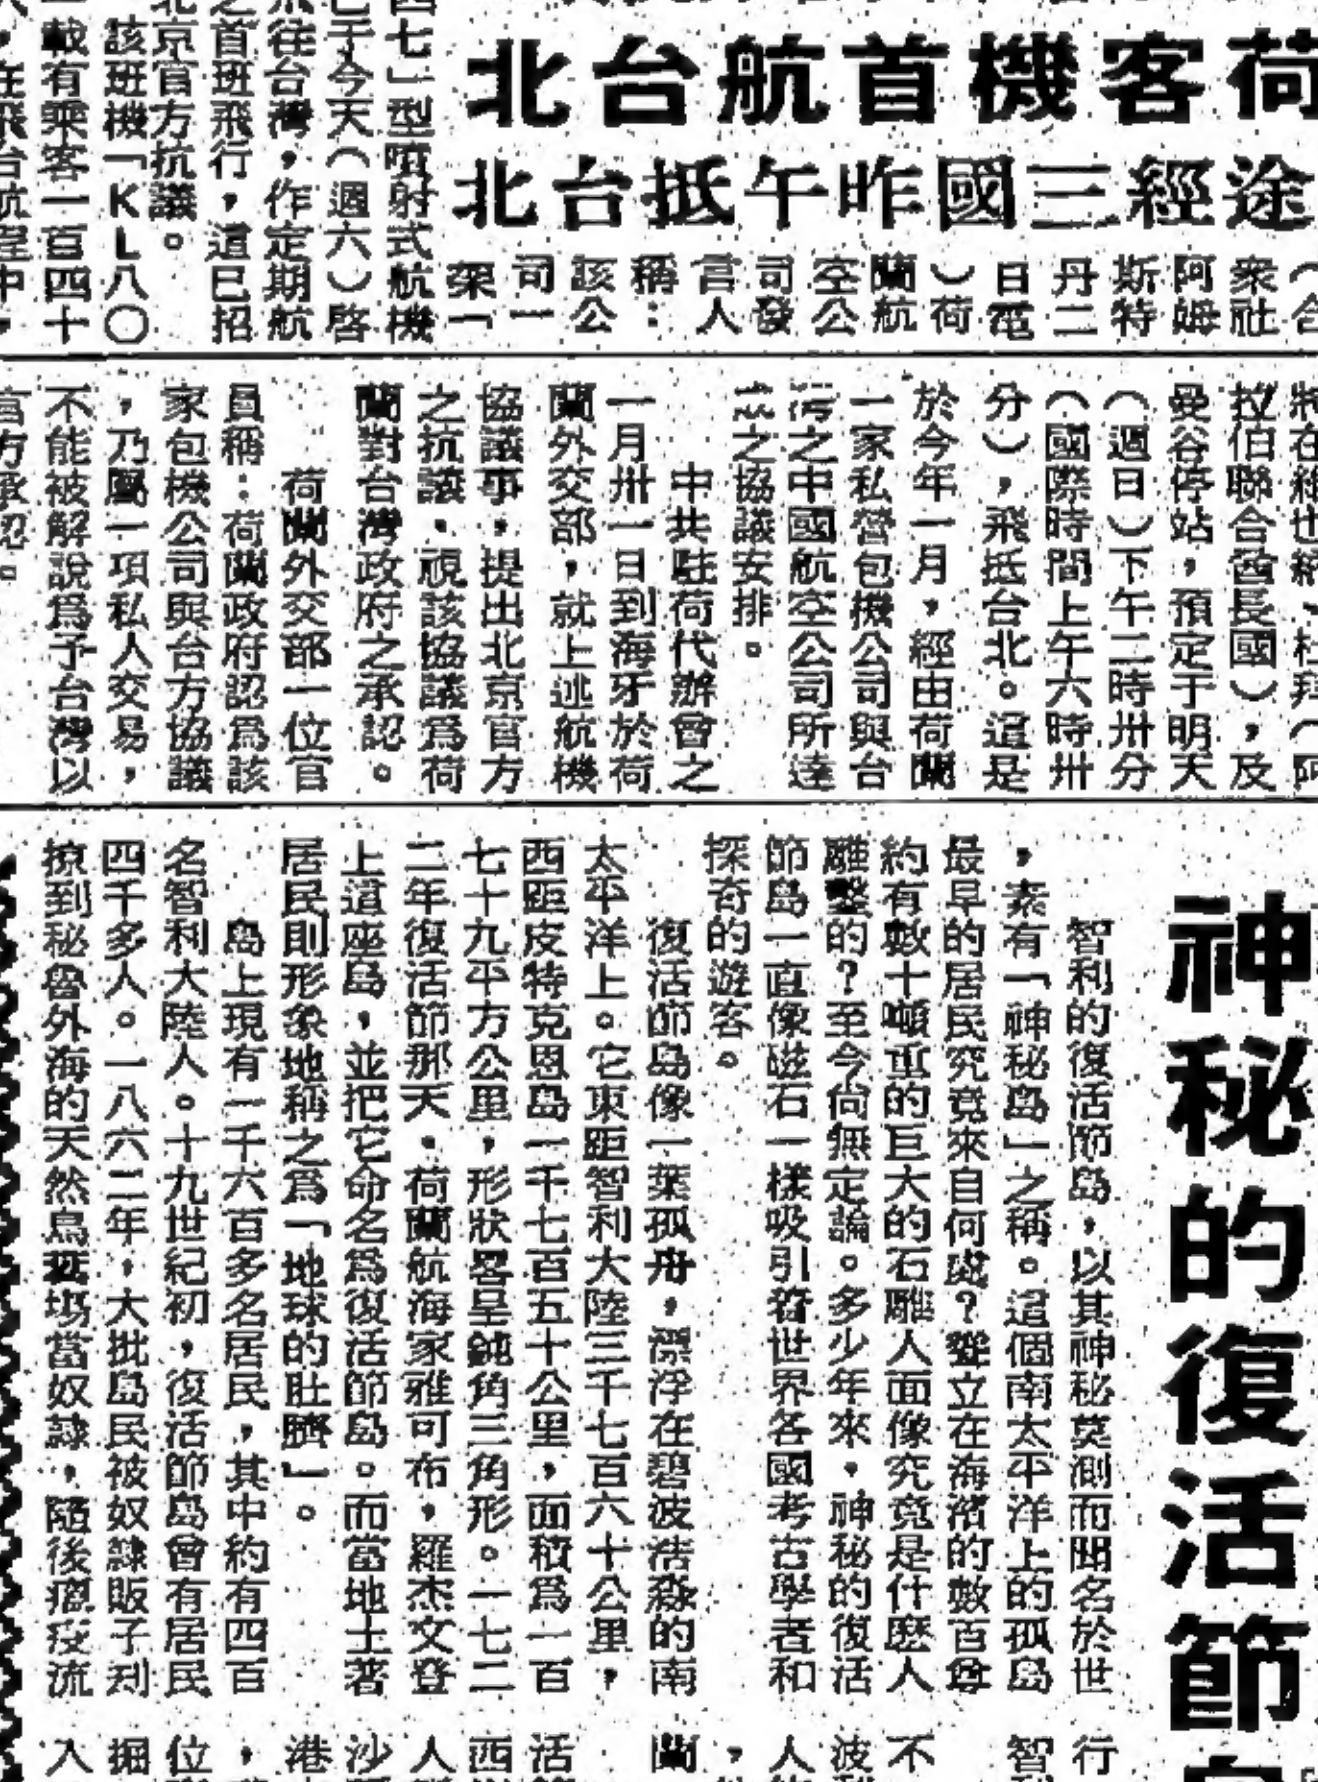 荷客機首航台北
途經三國昨午抵台北
（合
衆社
阿姆
斯特
丹二
日電
）荷
蘭航
空公
司發
言人
稱：
該公
司一
架「
四七」型噴射式航機
已于今天（週六）啓
飛往台灣，作定期航
之首班飛行，這已招
北京官方抗議。
該班機「KL八〇
載有乘客一百四十
在飛台航程中，
將在維也納、杜拜（阿
拉伯聯合酋長國），及
曼谷停站，預定于明天
（週日）下午二時卅分
（國際時間上午六時卅
分），飛抵台北。這是
於今年一月，經由荷蘭
一家私營包機公司與台
灣之中國航空公司所達
成之協議安排。
中共駐荷代辦曾之
一月卅一日到海牙於荷
蘭外交部，就上述航機
協議事，提出北京官方
之抗議，視該協議爲荷
蘭對台灣政府之承認。
荷蘭外交部一位官
員稱：荷蘭政府認爲該
家包機公司與台方協議
，乃屬一項私人交易，
不能被解說爲予台灣以
官方承認。
神秘的復活節
智利的復活節島，以其神秘莫測而聞名於世
，素有「神秘島」之稱。這個南太平洋上的孤島
最早的居民究竟來自何處？聳立在海濱的數百尊
約有數十噸重的巨大的石雕人面像究竟是什麽人
雕鑿的？至今尚無定論。多少年來，神秘的復活
節島一直像磁石一樣吸引着世界各國考古學者和
探奇的遊客。
復活節島像一葉孤舟，漂浮在碧波浩淼的南
太平洋上。它東距智利大陸三千七百六十公里，
西距皮特克恩島一千七百五十公里，面積爲一百
七十九平方公里，形狀畧呈鈍角三角形。一七二
二年復活節那天，荷蘭航海家雅可布，羅杰文登
上這座島，並把它命名爲復活節島。而當地土著
居民則形象地稱之爲「地球的肚臍」。
島上現有一千六百多名居民，其中約有四百
名智利大陸人。十九世紀初，復活節島曾有居民
四千多人。一八六二年，大批島民被奴隸販子刦
掠到秘魯外海的天然鳥糞場當奴隸，隨後瘟疫流
行
智
不
波
人
，
蘭
活
西
人
沙
港
，
位
掘
入